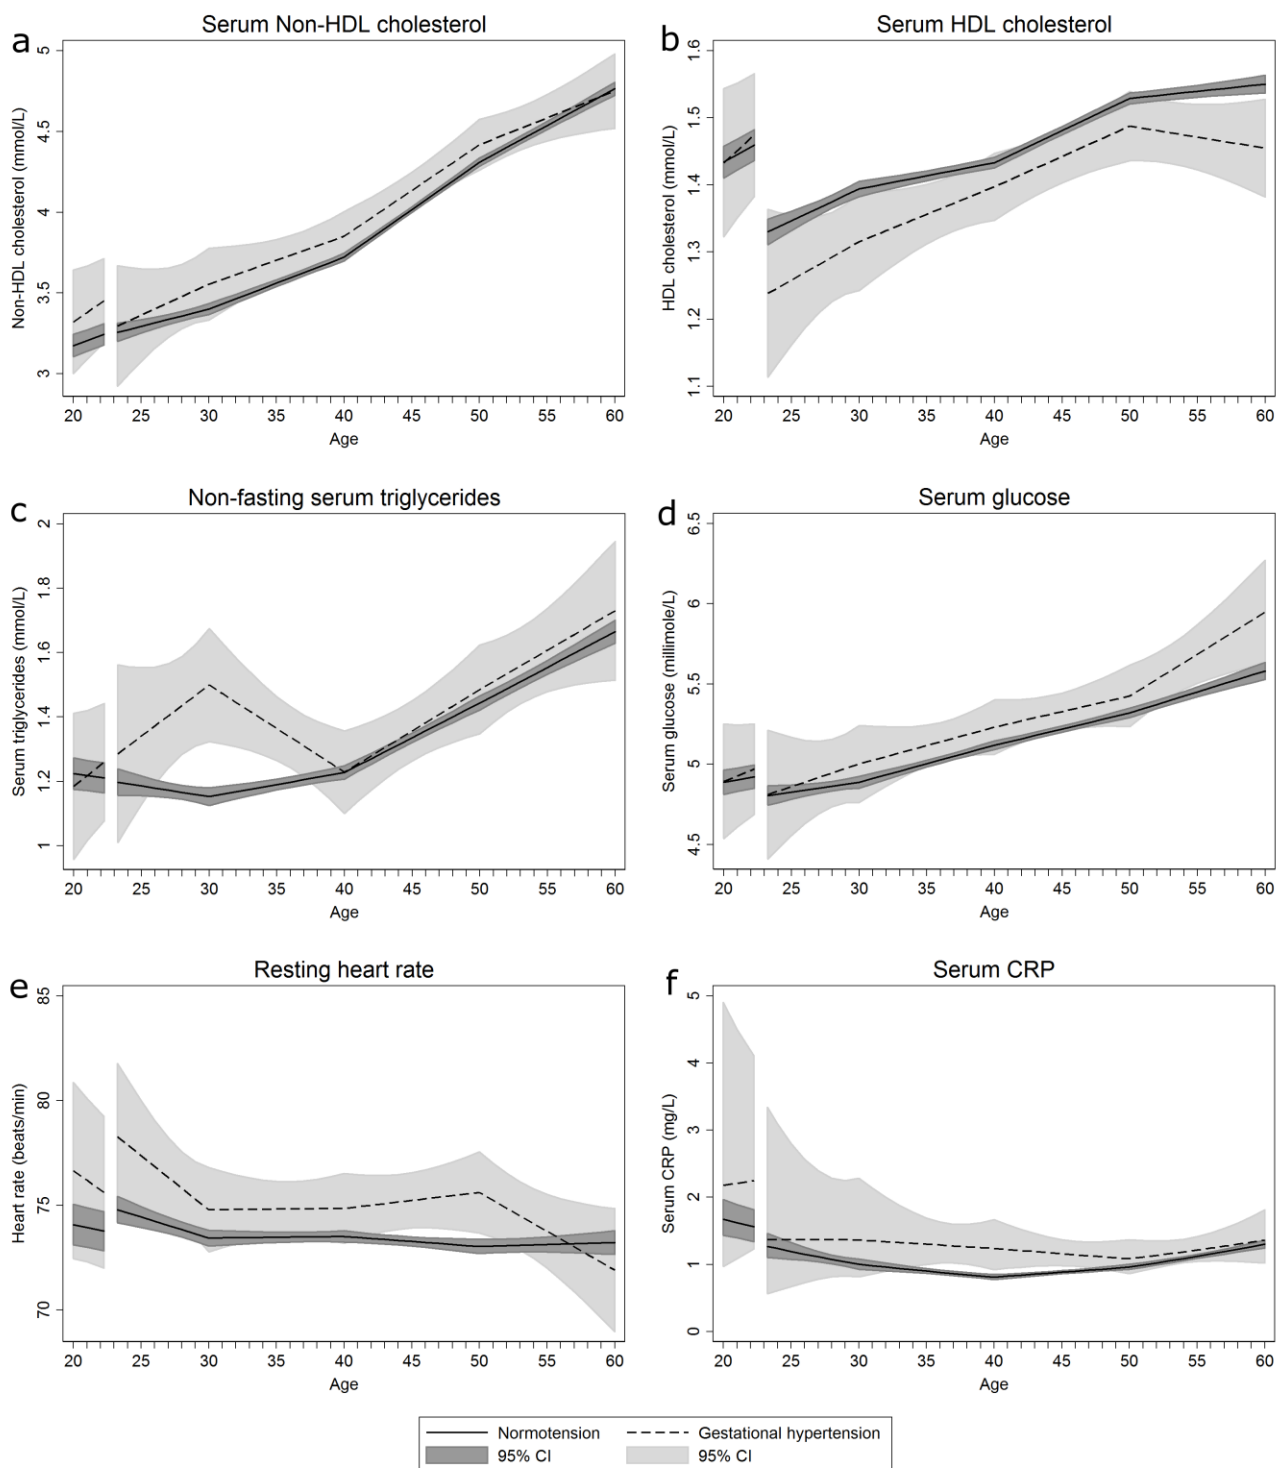 a Serum Non-HDL cholesterol
Non-HDL cholesterol (mmol/L)
5
4.5
4
3.5
3
20 25 30 35 40 45 50 55 60
Age
b Serum HDL cholesterol
HDL cholesterol (mmol/L)
1.6
1.5
1.4
1.3
1.2
1.1
20 25 30 35 40 45 50 55 60
Age
c Non-fasting serum triglycerides
Serum triglycerides (mmol/L)
2
1.8
1.6
1.4
1.2
1
20 25 30 35 40 45 50 55 60
Age
d Serum glucose
Serum glucose (millimole/L)
6.5
6
5.5
5
4.5
20 25 30 35 40 45 50 55 60
Age
e Resting heart rate
Heart rate (beats/min)
85
80
75
70
20 25 30 35 40 45 50 55 60
Age
f Serum CRP
Serum CRP (mg/L)
5
4
3
2
1
0
20 25 30 35 40 45 50 55 60
Age
Normotension Gestational hypertension
95% CI 95% CI